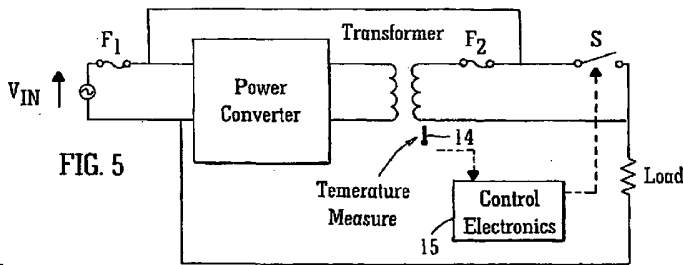 F1
Transformer
F2
S
VIN
Power
Converter
14
FIG. 5
Temerature
Measure
Control
Electronics
15
Load